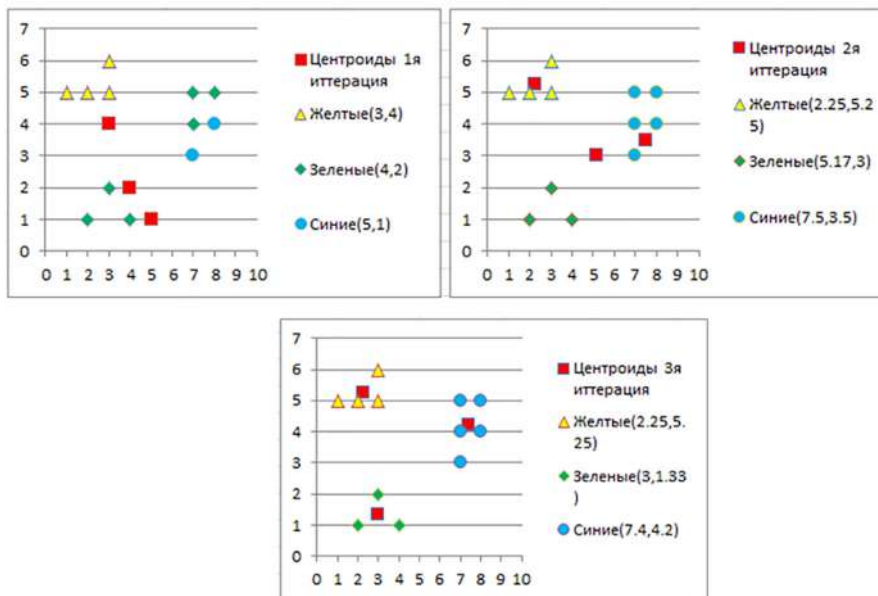 7
6
5
4
3
2
1
0
0 1 2 3 4 5 6 7 8 9 10
Центроиды 1я
иттерация
Желтые(3,4)
Зеленые(4,2)
Синие(5,1)
7
6
5
4
3
2
1
0
0 1 2 3 4 5 6 7 8 9 10
Центроиды 2я
иттерация
Желтые(2.25,5.2
5)
Зеленые(5.17,3)
Синие(7.5,3.5)
7
6
5
4
3
2
1
0
0 1 2 3 4 5 6 7 8 9 10
Центроиды 3я
иттерация
Желтые(2.25,5.
25)
Зеленые(3,1.33
)
Синие(7.4,4.2)